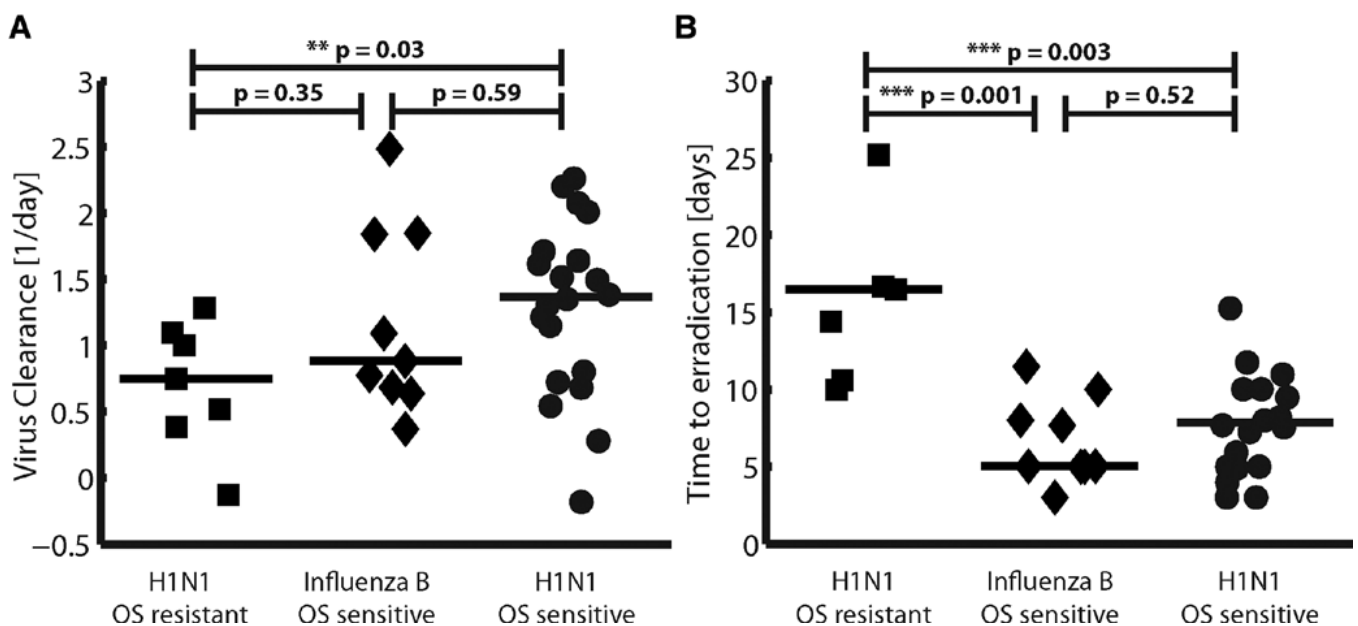 A
** p = 0.03
p = 0.35
p = 0.59
3
2.5
2
1.5
1
0.5
0
−0.5
Virus Clearance [1/day]
H1N1
OS resistant
Influenza B
OS sensitive
H1N1
OS sensitive
B
*** p = 0.003
*** p = 0.001
p = 0.52
30
25
20
15
10
5
0
Time to erradication [days]
H1N1
OS resistant
Influenza B
OS sensitive
H1N1
OS sensitive